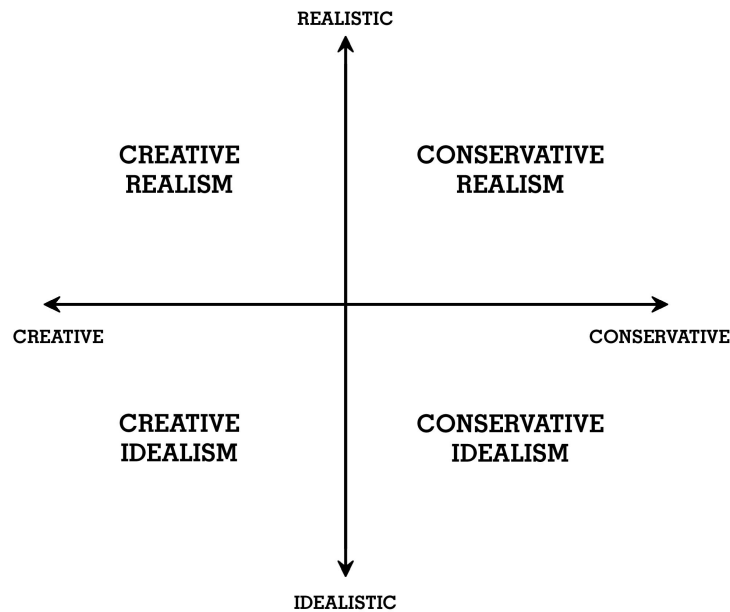 REALISTIC
CREATIVE
REALISM
CONSERVATIVE
REALISM
CREATIVE
CONSERVATIVE
CREATIVE
IDEALISM
CONSERVATIVE
IDEALISM
IDEALISTIC